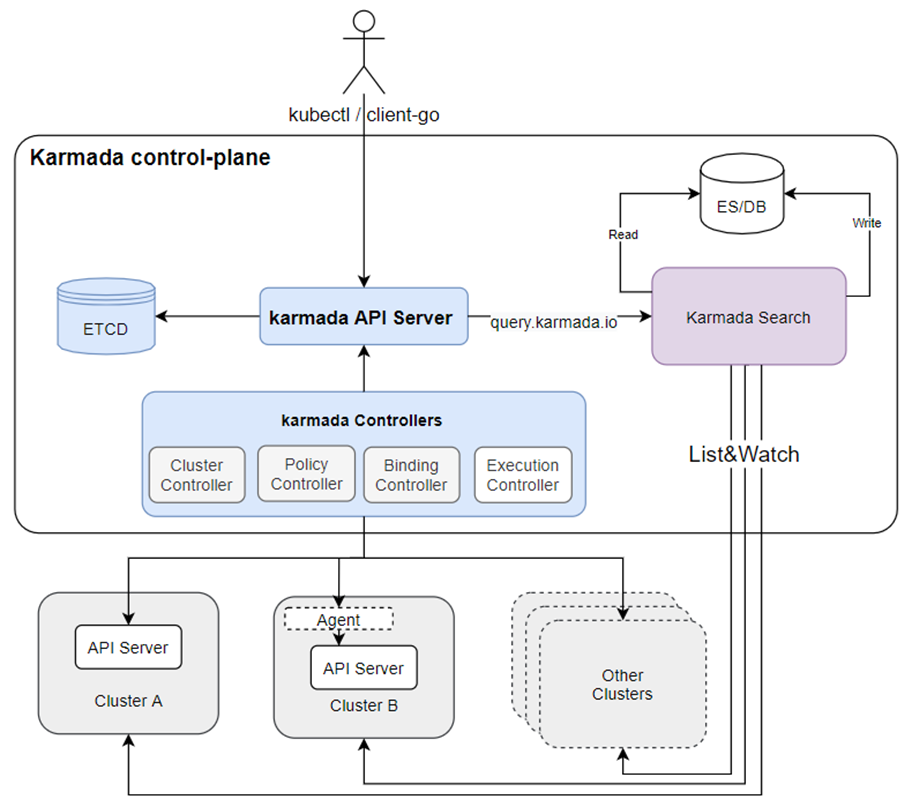 kubectl / client-go
Karmada control-plane
ES/DB
Read
Write
ETCD
karmada API Server
query.karmada.io
Karmada Search
karmada Controllers
Cluster
Controller
Policy
Controller
Binding
Controller
Execution
Controller
List&Watch
API Server
Cluster A
Agent
API Server
Cluster B
Other
Clusters